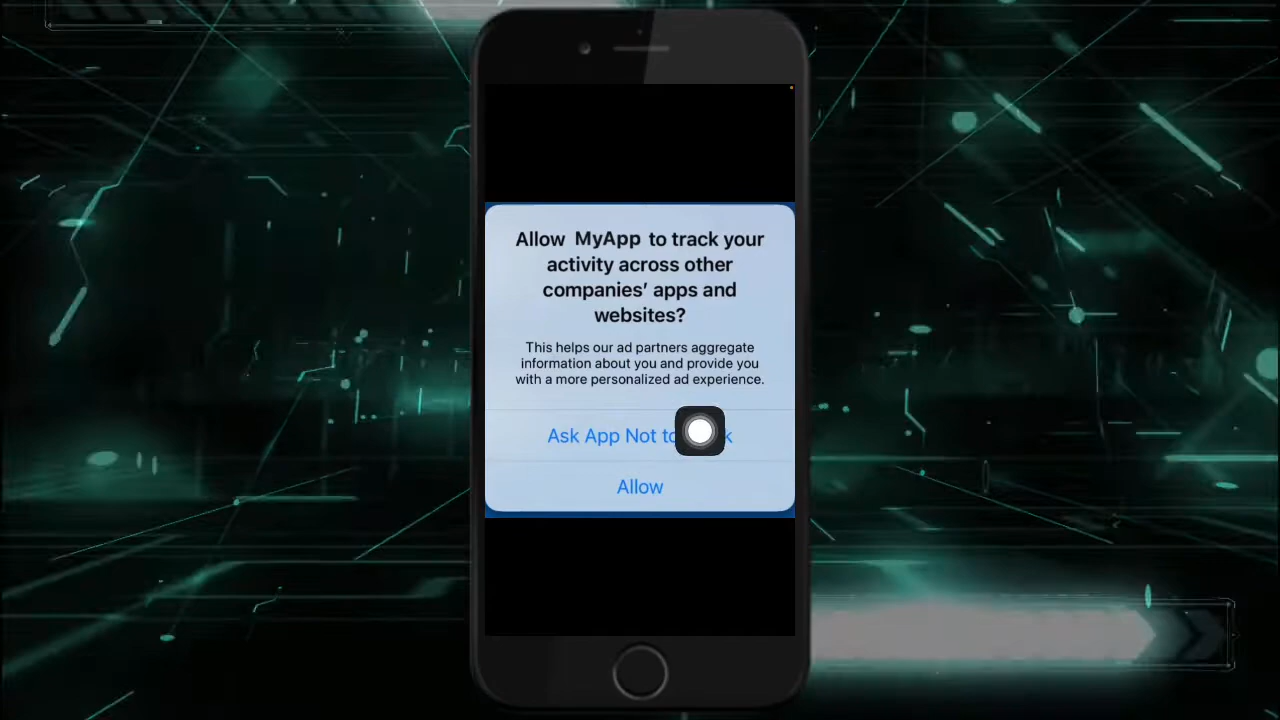 Allow MyApp to track your
activity across other
companies’ apps and
websites?
This helps our ad partners aggregate
information about you and provide you
with a more personalized ad experience.
Ask App Not to
Allow